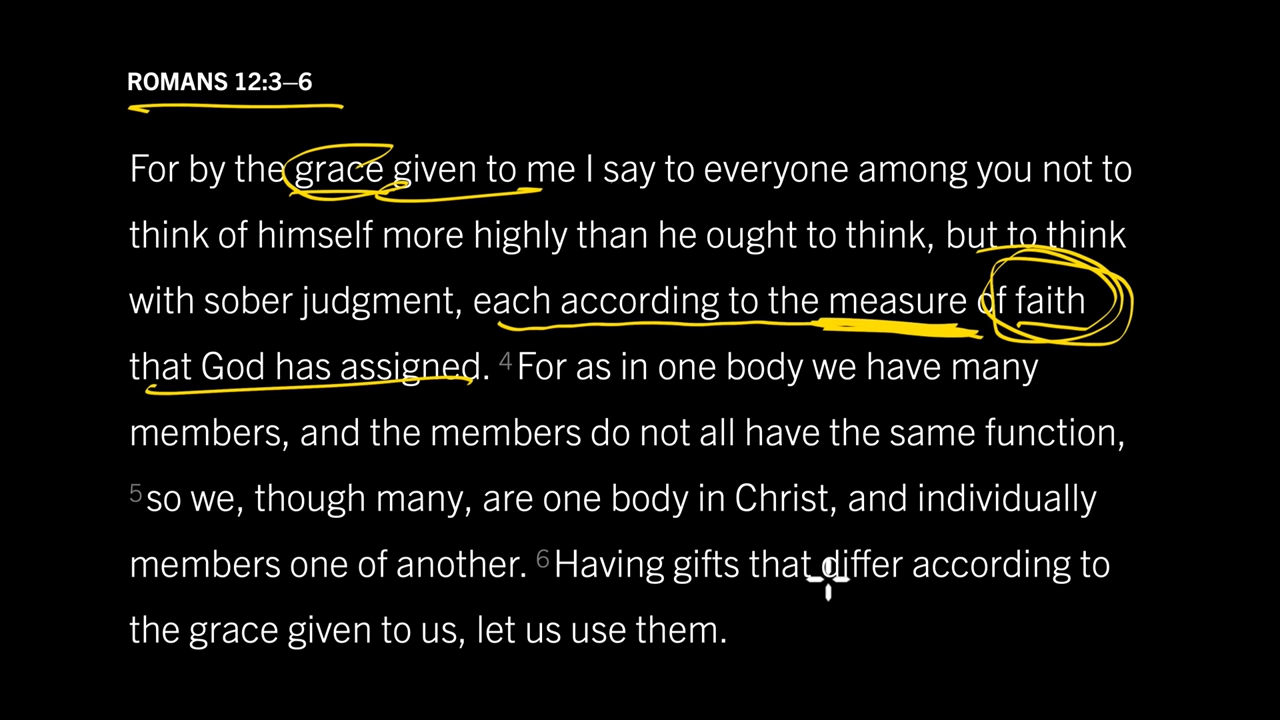 ROMANS 12:3–6
For by the grace given to me I say to everyone among you not to
think of himself more highly than he ought to think, but to think
with sober judgment, each according to the measure of faith
that God has assigned. 4 For as in one body we have many
members, and the members do not all have the same function,
5 so we, though many, are one body in Christ, and individually
members one of another. 6 Having gifts that differ according to
the grace given to us, let us use them.